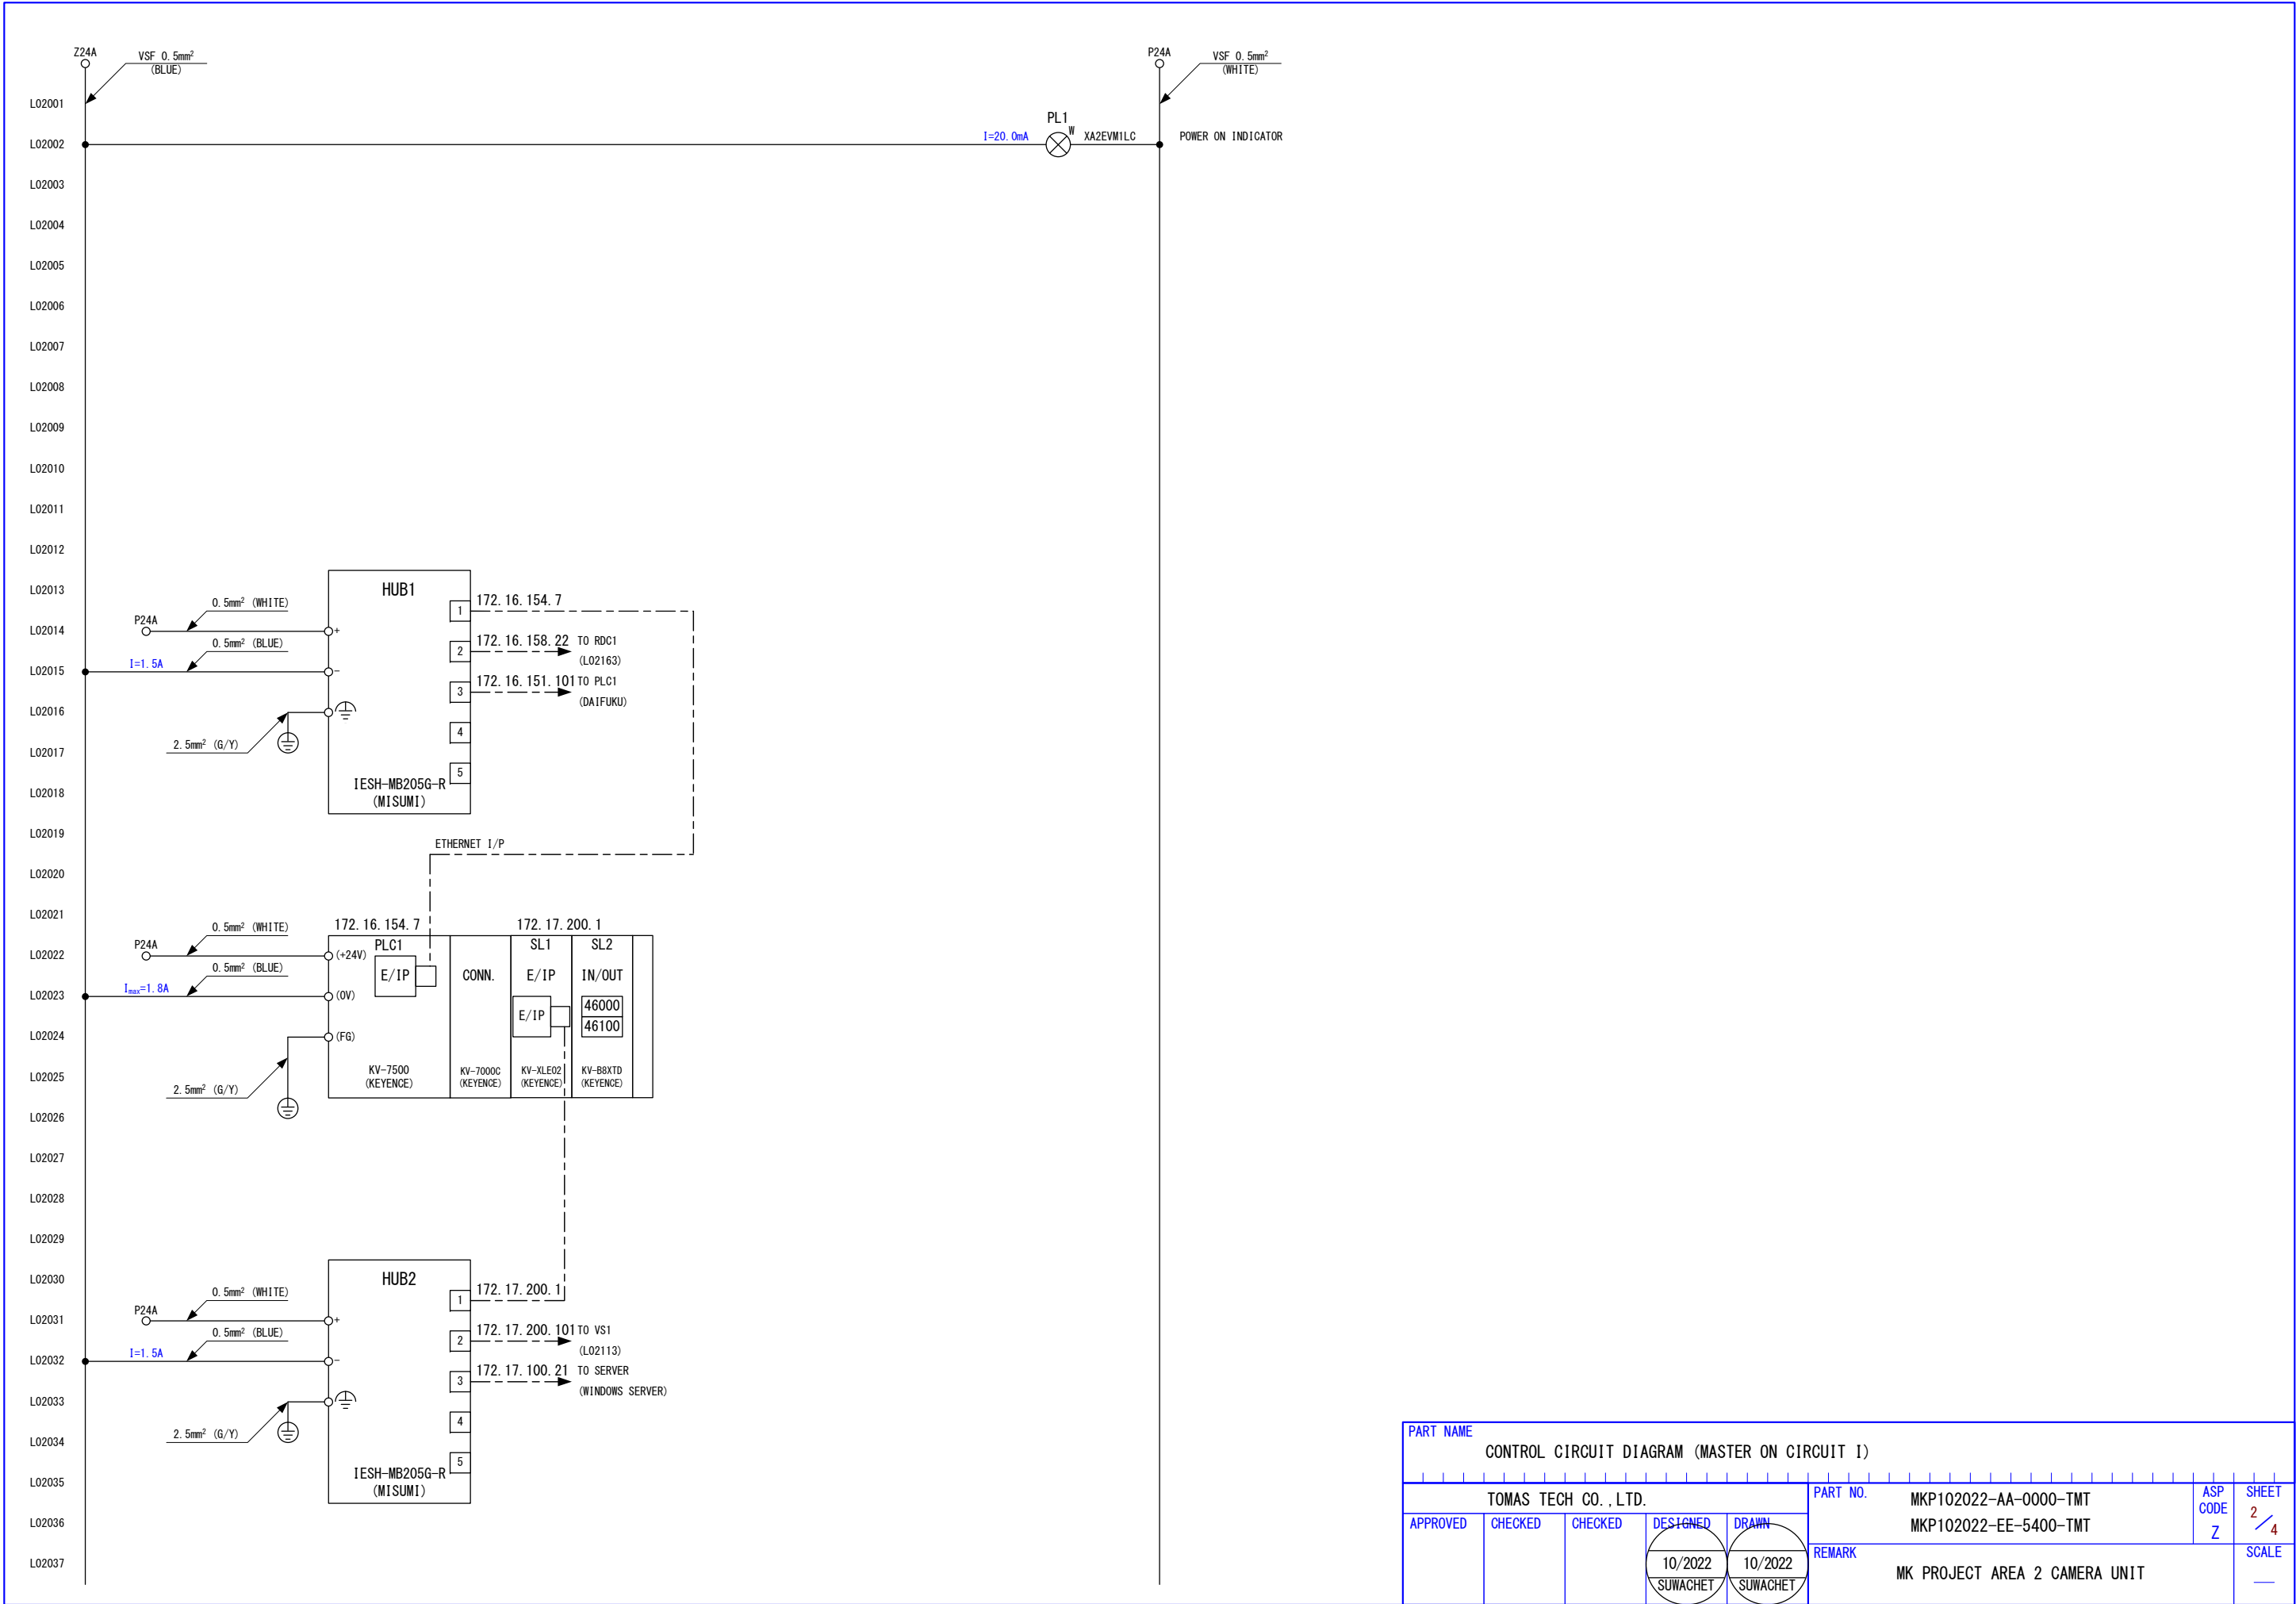 Z24A
VSF 0.5mm²
(BLUE)
P24A
VSF 0.5mm²
(WHITE)
L02001
PL1
L02002
I=20.0mA
W
XA2EVM1LC
POWER ON INDICATOR
L02003
L02004
L02005
L02006
L02007
L02008
L02009
L02010
L02011
L02012
L02013
HUB1
0.5mm² (WHITE)
1
172.16.154.7
P24A
L02014
+
0.5mm² (BLUE)
2
172.16.158.22 TO RDC1
(L02163)
L02015
I=1.5A
-
3
172.16.151.101 TO PLC1
(DAIFUKU)
L02016
4
2.5mm² (G/Y)
L02017
5
IESH-MB205G-R
L02018
(MISUMI)
L02019
ETHERNET I/P
L02020
L02021
0.5mm² (WHITE)
172.16.154.7
172.17.200.1
P24A
PLC1
SL1
SL2
L02022
(+24V)
0.5mm² (BLUE)
E/IP
CONN.
E/IP
IN/OUT
L02023
Imax=1.8A
(0V)
46000
E/IP
46100
L02024
(FG)
L02025
KV-7500
(KEYENCE)
KV-7000C
(KEYENCE)
KV-XLE02
(KEYENCE)
KV-B8XTD
(KEYENCE)
2.5mm² (G/Y)
L02026
L02027
L02028
L02029
L02030
HUB2
0.5mm² (WHITE)
1
172.17.200.1
P24A
L02031
+
0.5mm² (BLUE)
2
172.17.200.101 TO VS1
(L02113)
L02032
I=1.5A
-
3
172.17.100.21 TO SERVER
(WINDOWS SERVER)
L02033
4
2.5mm² (G/Y)
L02034
5
IESH-MB205G-R
L02035
(MISUMI)
L02036
L02037
PART NAME
CONTROL CIRCUIT DIAGRAM (MASTER ON CIRCUIT I)
TOMAS TECH CO.,LTD.
PART NO.
MKP102022-AA-0000-TMT
MKP102022-EE-5400-TMT
ASP
CODE
Z
SHEET
2/4
APPROVED
CHECKED
CHECKED
DESIGNED
DRAWN
10/2022
SUWACHET
10/2022
SUWACHET
REMARK
MK PROJECT AREA 2 CAMERA UNIT
SCALE